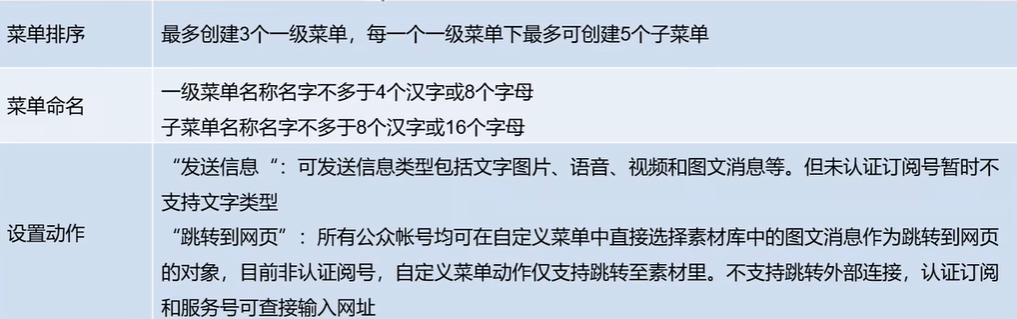 菜单排序
最多创建3个一级菜单，每一个一级菜单下最多可创建5个子菜单
菜单命名
一级菜单名称名字不多于4个汉字或8个字母
子菜单名称名字不多于8个汉字或16个字母
设置动作
“发送信息“：可发送信息类型包括文字图片、语音、视频和图文消息等。但未认证订阅号暂时不
支持文字类型
“跳转到网页”：所有公众帐号均可在自定义菜单中直接选择素材库中的图文消息作为跳转到网页
的对象，目前非认证阅号，自定义菜单动作仅支持跳转至素材里。不支持跳转外部连接，认证订阅
和服务号可直接输入网址